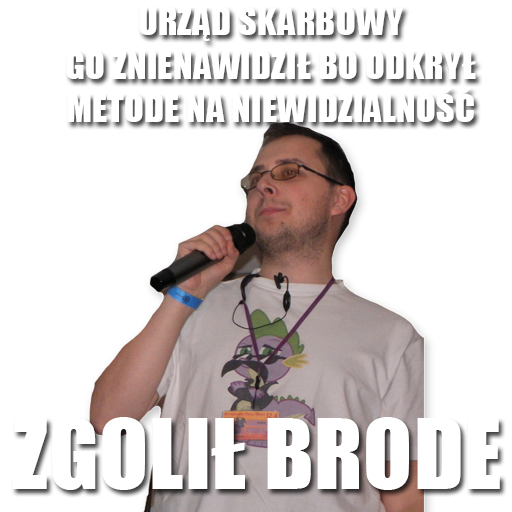 URZĄD SKARBOWY
GO ZNIENAWIDZIŁ BO ODKRYŁ
METODE NA NIEWIDZIALNOŚĆ
ZGOLIŁ BRODE